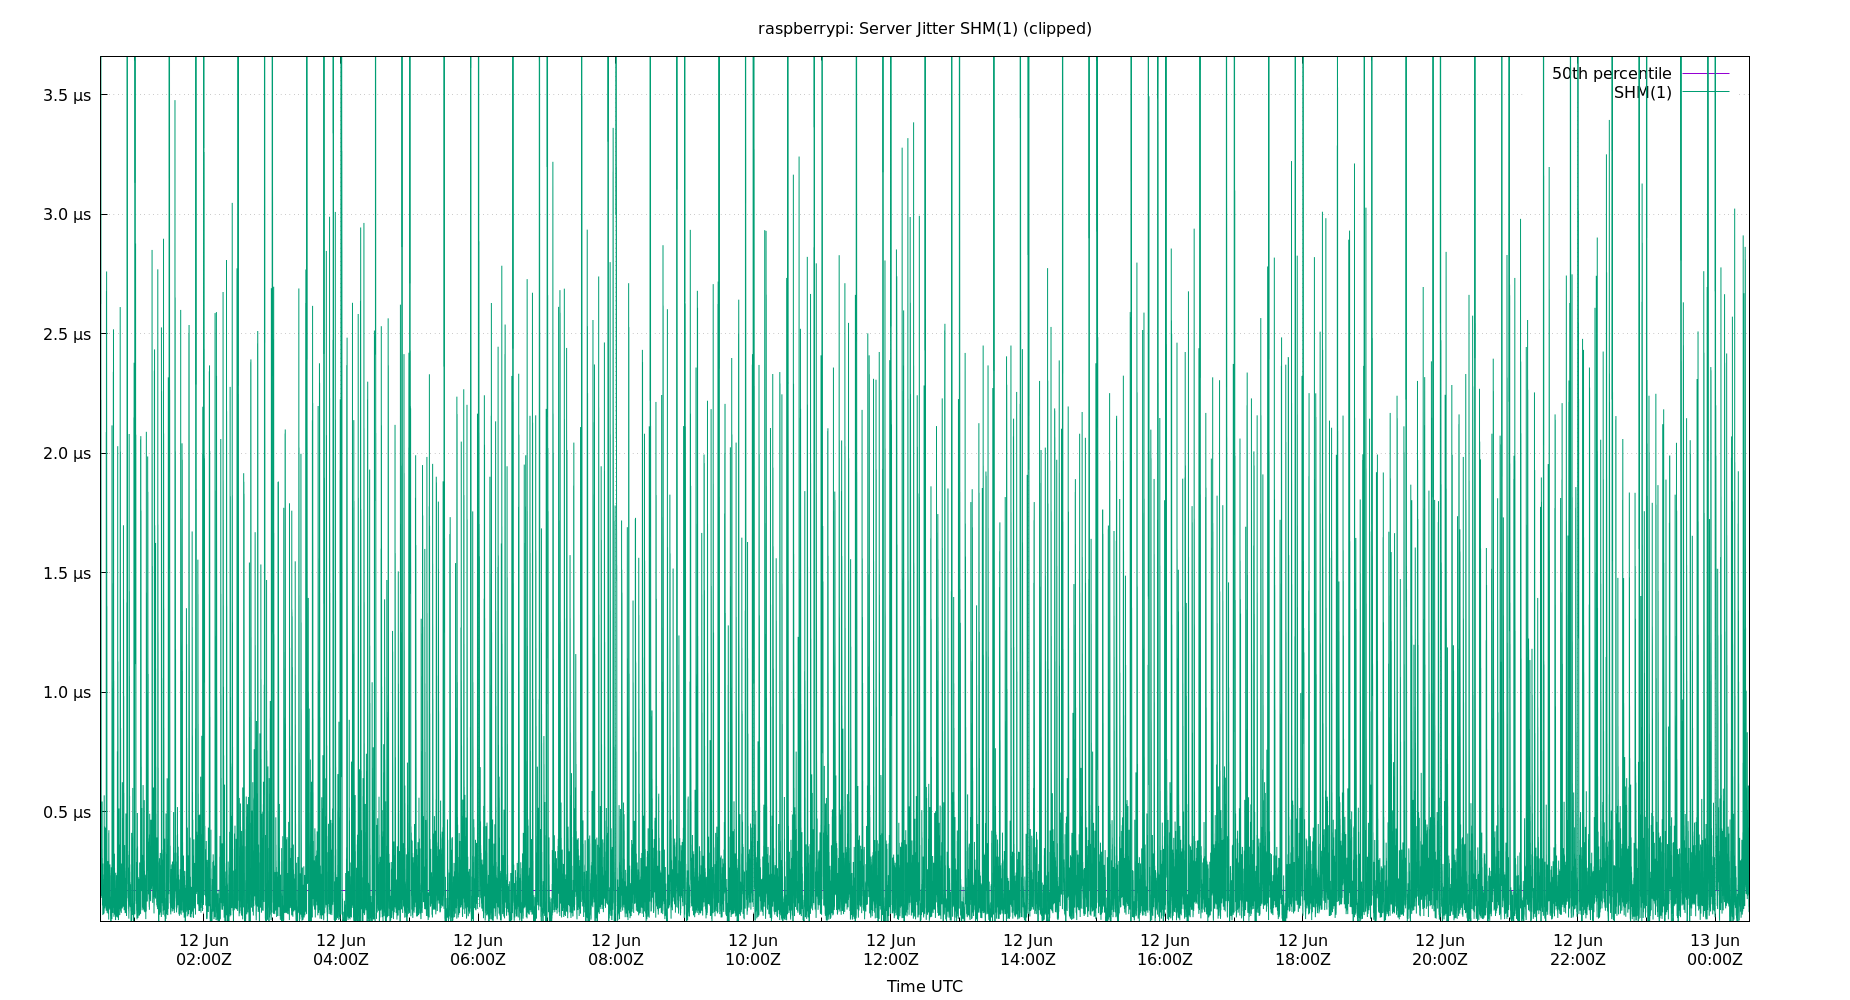 raspberrypi: Server Jitter SHM(1) (clipped)
50th percentile
SHM(1)
3.5 µs
3.0 µs
2.5 µs
2.0 µs
1.5 µs
1.0 µs
0.5 µs
12 Jun 12 Jun 12 Jun 12 Jun 12 Jun 12 Jun 12 Jun 12 Jun 12 Jun 12 Jun 12 Jun 13 Jun
02:00Z 04:00Z 06:00Z 08:00Z 10:00Z 12:00Z 14:00Z 16:00Z 18:00Z 20:00Z 22:00Z 00:00Z
Time UTC